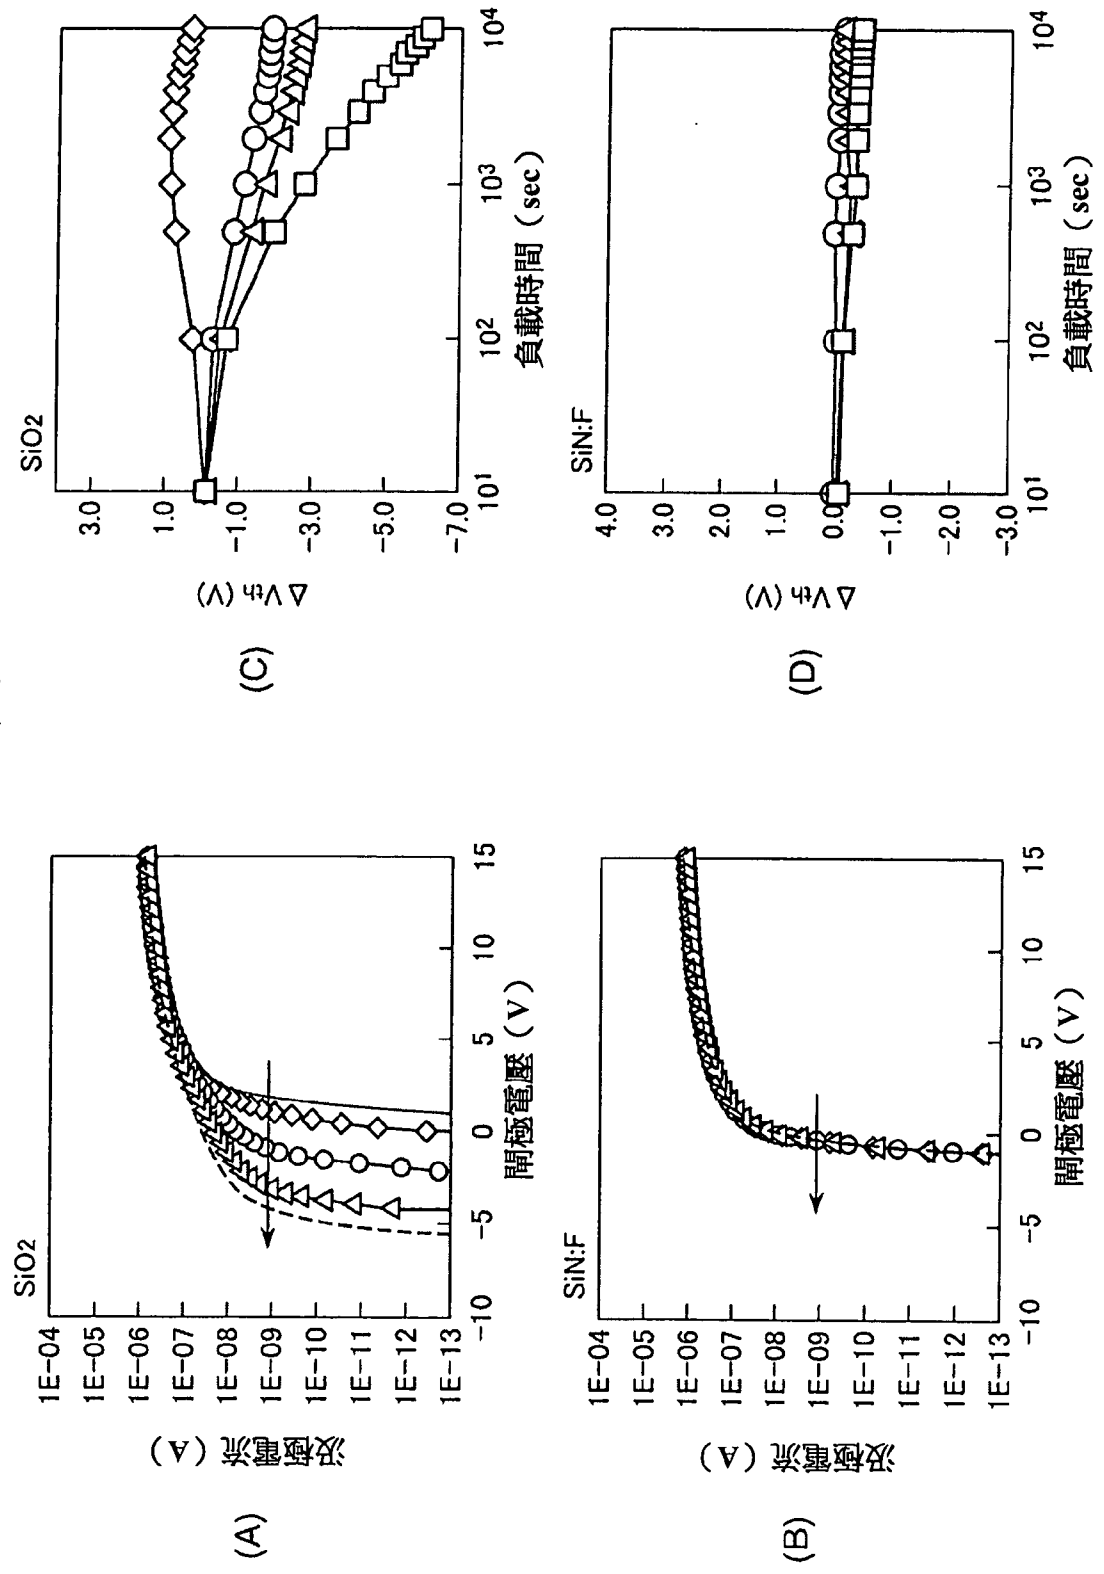 (A)
SiO2
汲極電流 (A)
1E-04
1E-05
1E-06
1E-07
1E-08
1E-09
1E-10
1E-11
1E-12
1E-13
-10
-5
0
5
10
15
閘極電壓 (V)
(B)
SiN:F
汲極電流 (A)
1E-04
1E-05
1E-06
1E-07
1E-08
1E-09
1E-10
1E-11
1E-12
1E-13
-10
-5
0
5
10
15
閘極電壓 (V)
(C)
SiO2
ΔVth (V)
3.0
1.0
-1.0
-3.0
-5.0
-7.0
10¹
10²
10³
10⁴
負載時間 (sec)
(D)
SiN:F
ΔVth (V)
4.0
3.0
2.0
1.0
0.0
-1.0
-2.0
-3.0
10¹
10²
10³
10⁴
負載時間 (sec)